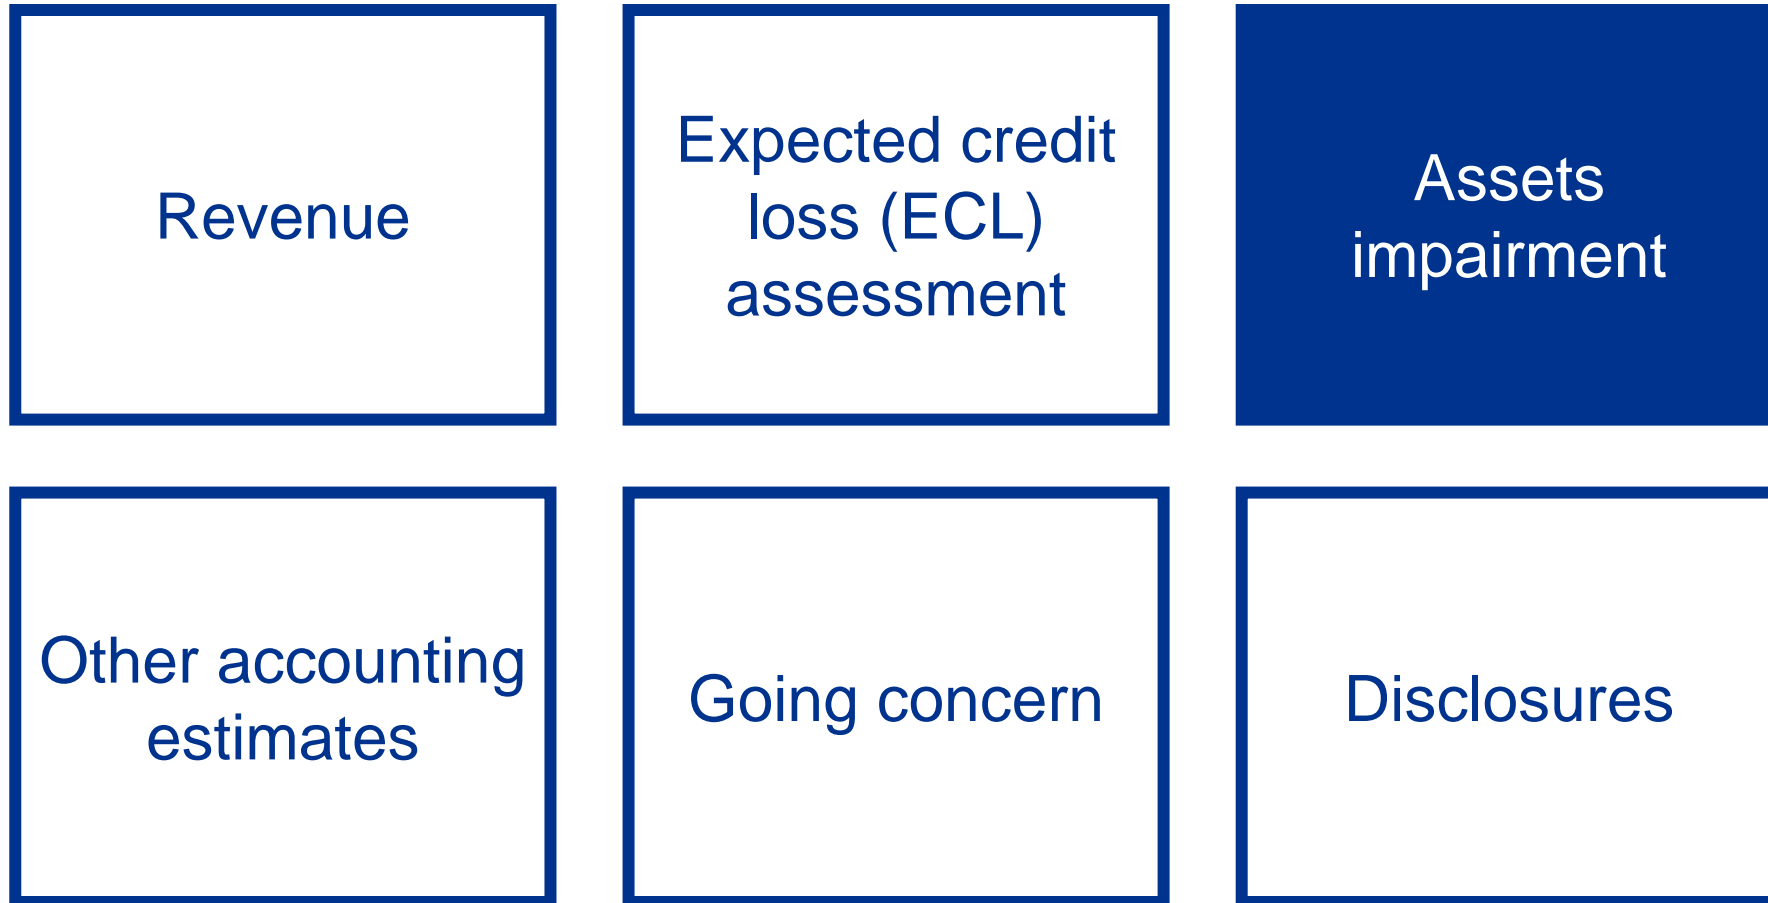 Revenue
Expected credit
loss (ECL)
assessment
Assets
impairment
Other accounting
estimates
Going concern
Disclosures